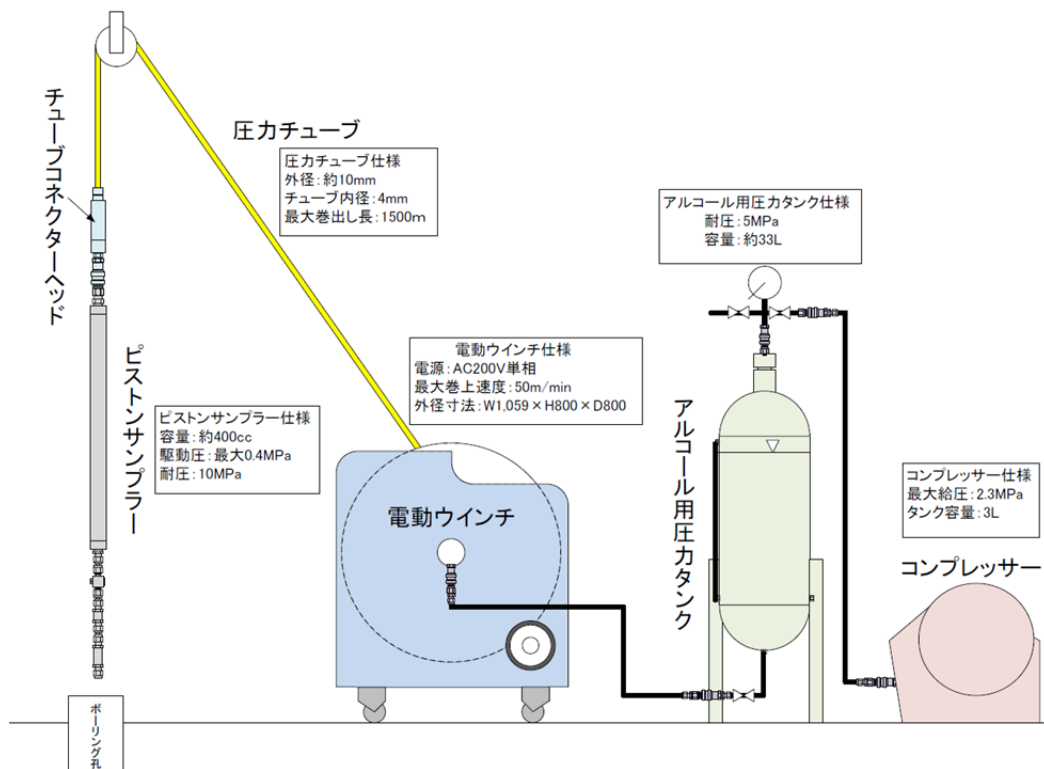 チューブコネクターヘッド
圧力チューブ
圧力チューブ仕様
外径：約10mm
チューブ内径：4mm
最大巻出し長：1500m
アルコール用圧力タンク仕様
耐圧：5MPa
容量：約33L
ピストンサンプラー
ピストンサンプラー仕様
容量：約400cc
駆動圧：最大0.4MPa
耐圧：10MPa
電動ウインチ仕様
電源：AC200V単相
最大巻上速度：50m/min
外径寸法：W1,059×H800×D800
電動ウインチ
アルコール用圧力タンク
コンプレッサー仕様
最大給圧：2.3MPa
タンク容量：3L
コンプレッサー
ボーリング孔